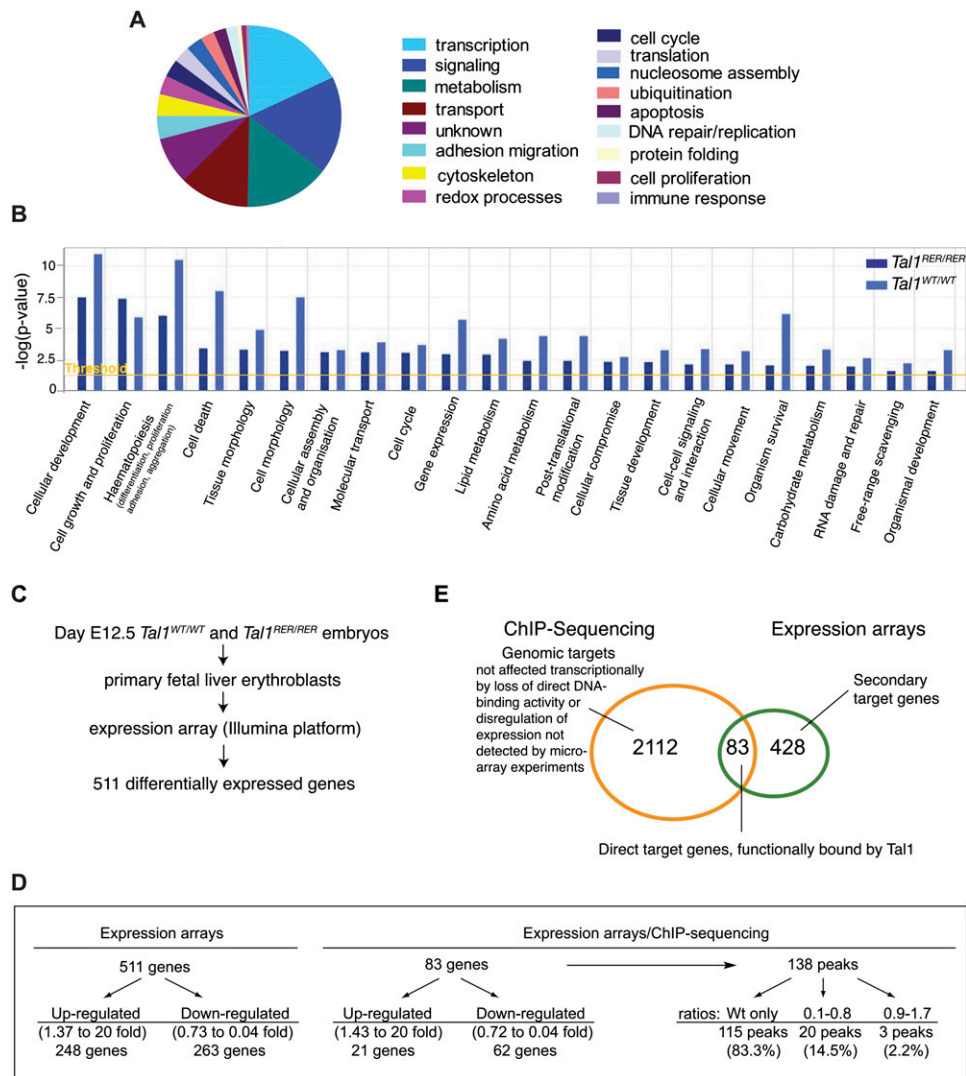 A
transcription
signaling
metabolism
transport
unknown
adhesion migration
cytoskeleton
redox processes
cell cycle
translation
nucleosome assembly
ubiquitination
apoptosis
DNA repair/replication
protein folding
cell proliferation
immune response
B
-log(p-value)
10
7.5
5
2.5
0
Threshold
Tal1RER/RER
Tal1WT/WT
Cellular development
Cell growth and proliferation
Haematopoiesis
(differentiation, proliferation
adhesion, aggregation)
Cell death
Tissue morphology
Cell morphology
Cellular assembly
and organisation
Molecular transport
Cell cycle
Gene expression
Lipid metabolism
Amino acid metabolism
Post-translational
modification
Cellular compromise
Tissue development
Cell-cell signaling
and interaction
Cellular movement
Organism survival
Carbohydrate metabolism
RNA damage and repair
Free-range scavenging
Organismal development
C
Day E12.5 Tal1WT/WT and Tal1RER/RER embryos
primary fetal liver erythroblasts
expression array (Illumina platform)
511 differentially expressed genes
E
ChIP-Sequencing
Expression arrays
Genomic targets
not affected transcriptionally
by loss of direct DNA-
binding activity or
disregulation of
expression not
detected by micro-
array experiments
Secondary
target genes
2112
83
428
Direct target genes, functionally bound by Tal1
D
Expression arrays
511 genes
Up-regulated
(1.37 to 20 fold)
248 genes
Down-regulated
(0.73 to 0.04 fold)
263 genes
Expression arrays/ChIP-sequencing
83 genes
138 peaks
Up-regulated
(1.43 to 20 fold)
21 genes
Down-regulated
(0.72 to 0.04 fold)
62 genes
ratios: Wt only 0.1-0.8 0.9-1.7
115 peaks 20 peaks 3 peaks
(83.3%) (14.5%) (2.2%)